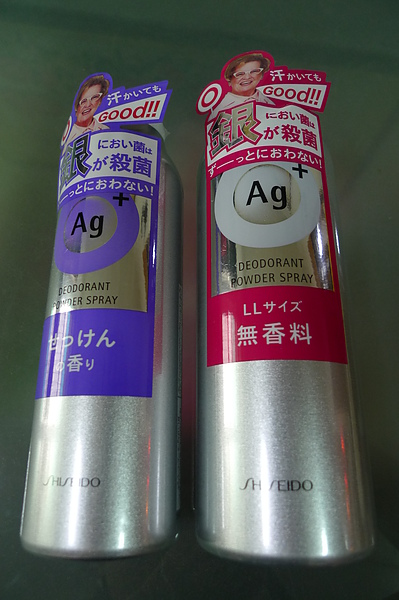 汗かいても
GOOD!!
銀
におい菌は
が殺菌
ず––っとにおわない!
Ag+
DEODORANT
POWDER SPRAY
せっけん
の香り
SHISEIDO
汗かいても
GOOD!!
銀
におい菌は
が殺菌
ず––っとにおわない!
Ag+
DEODORANT
POWDER SPRAY
LLサイズ
無香料
SHISEIDO